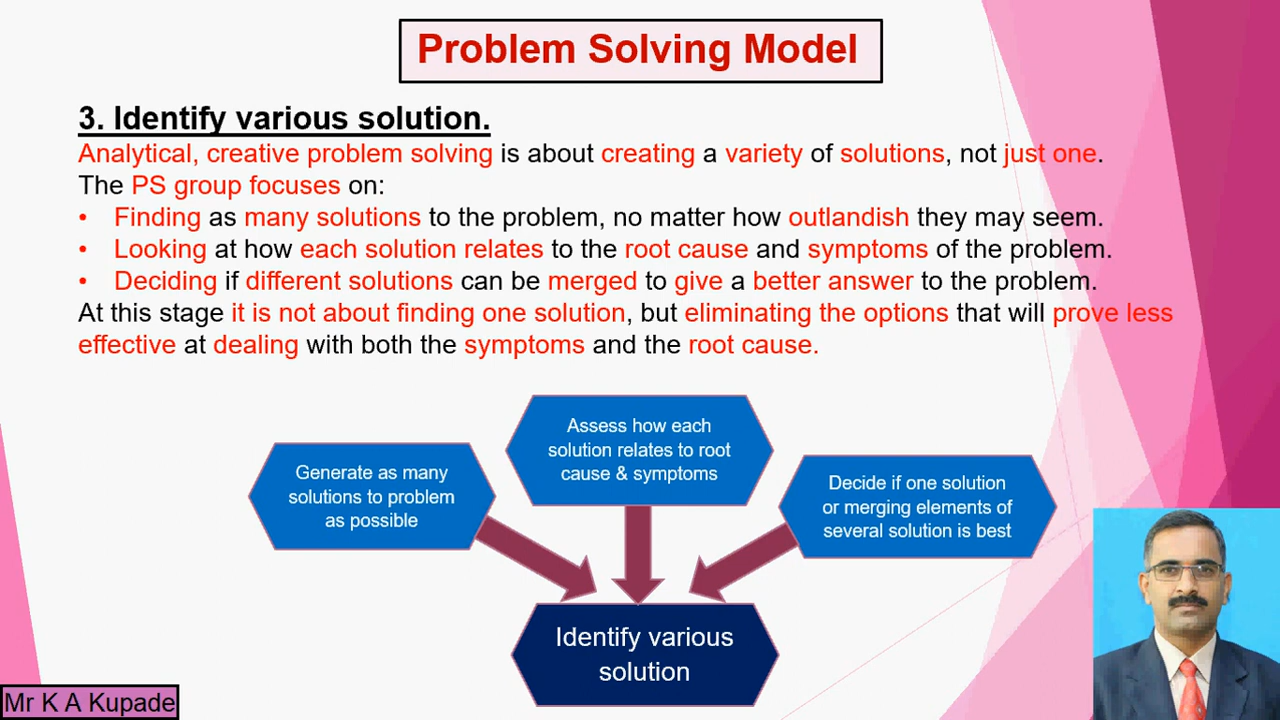 Problem Solving Model
3. Identify various solution.
Analytical, creative problem solving is about creating a variety of solutions, not just one.
The PS group focuses on:
• Finding as many solutions to the problem, no matter how outlandish they may seem.
• Looking at how each solution relates to the root cause and symptoms of the problem.
• Deciding if different solutions can be merged to give a better answer to the problem.
At this stage it is not about finding one solution, but eliminating the options that will prove less
effective at dealing with both the symptoms and the root cause.
Generate as many
solutions to problem
as possible
Assess how each
solution relates to root
cause & symptoms
Decide if one solution
or merging elements of
several solution is best
Identify various
solution
Mr K A Kupade